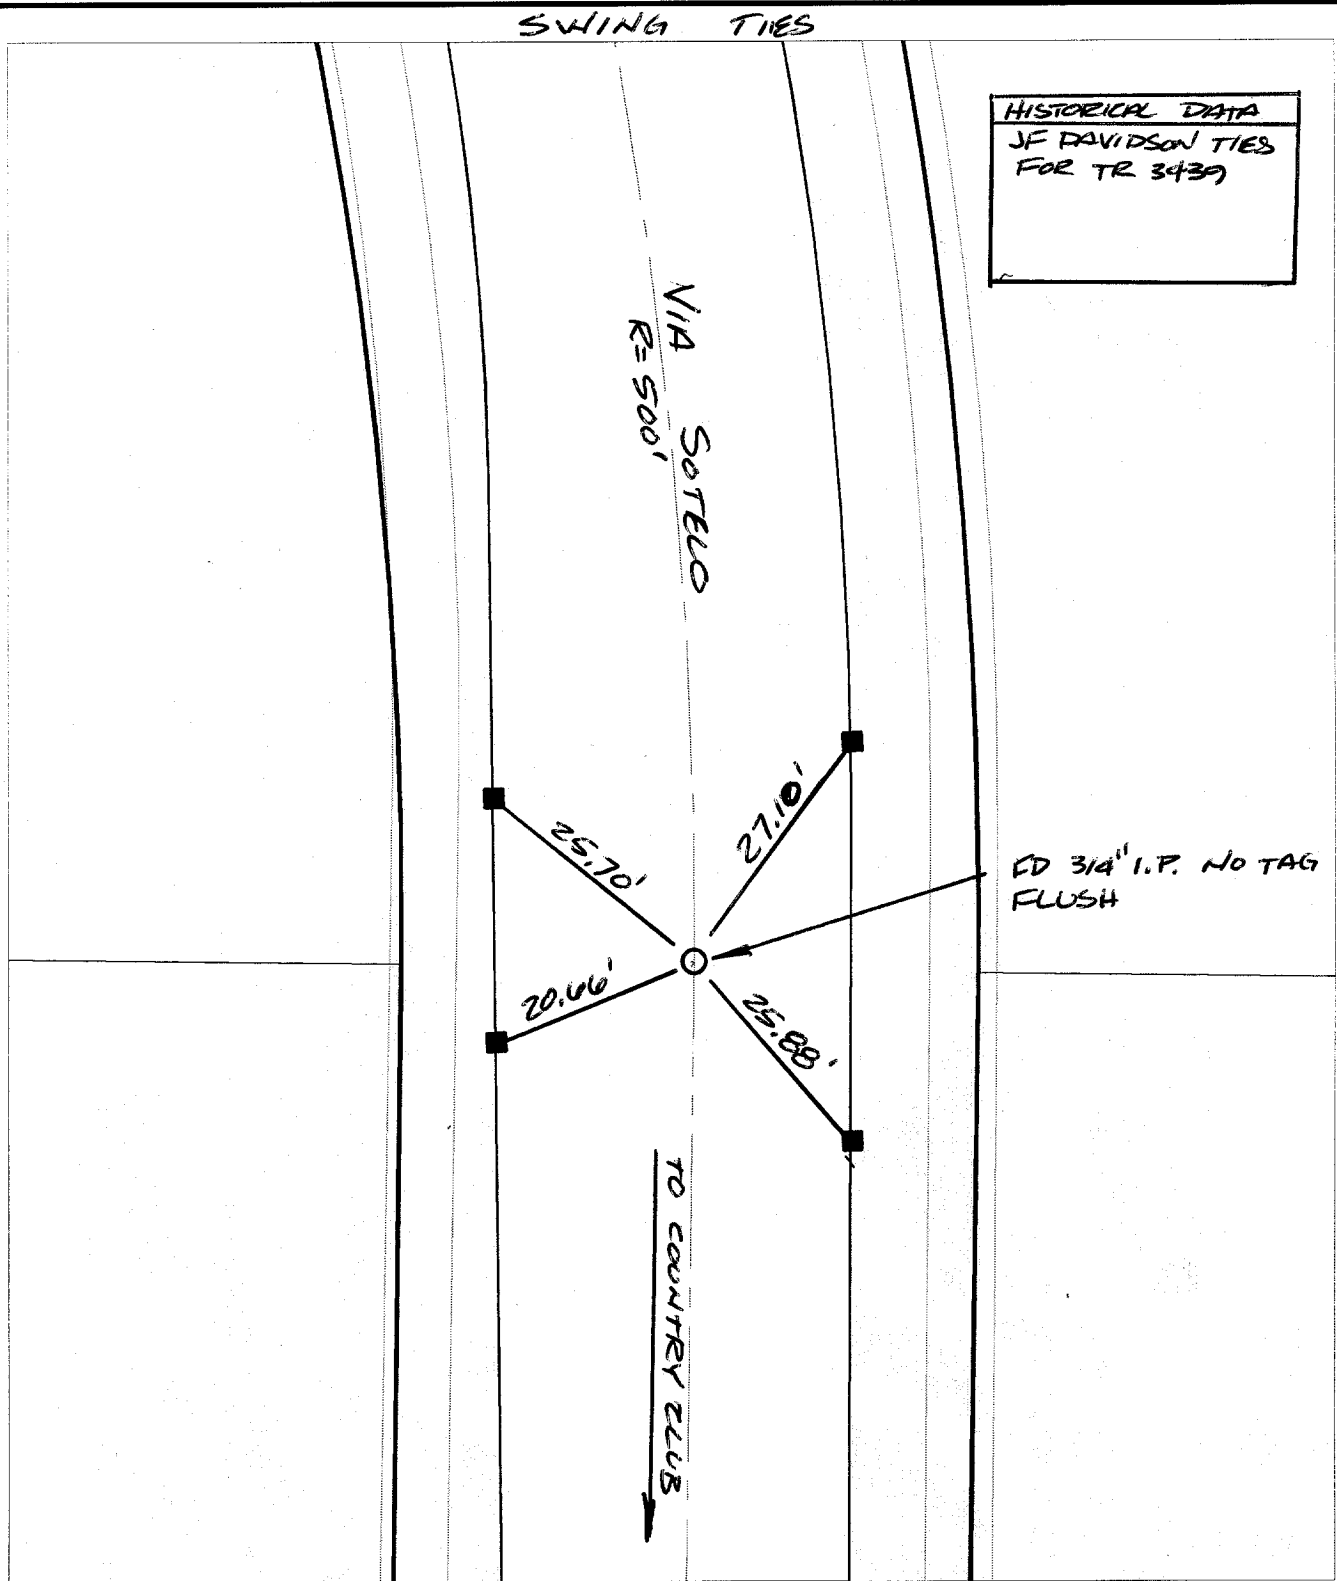 SWING TIES
HISTORICAL DATA
JF DAVIDSON TIES
FOR TR 3439
VIA SOTELO
R=500'
27.10'
25.70'
FD 3/4" I.P. NO TAG
FLUSH
20.66'
25.88'
TO COUNTRY CLUB